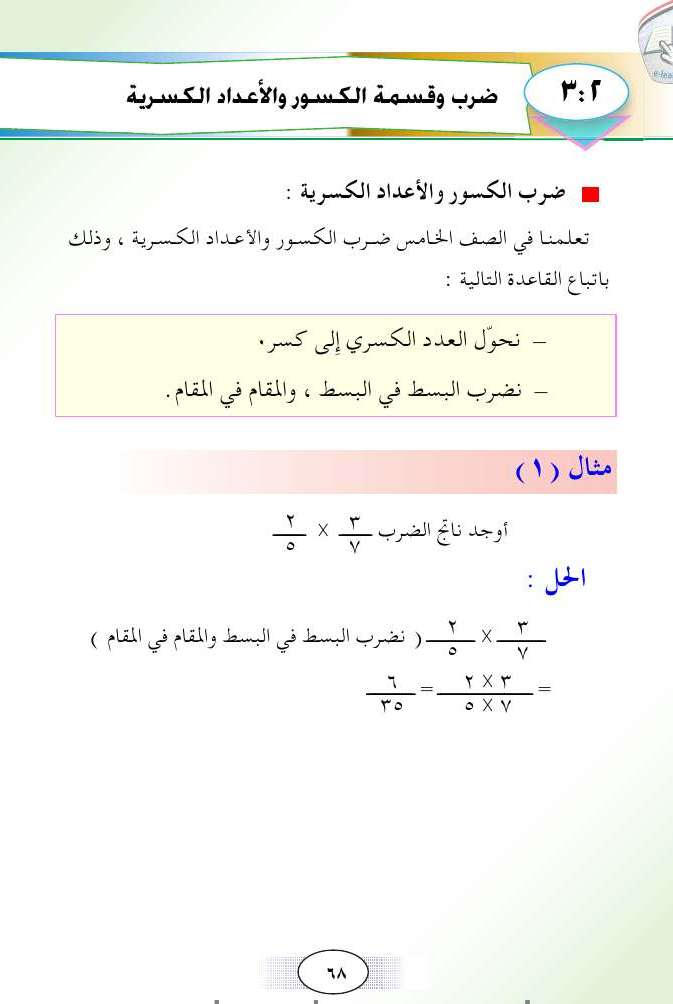 ٣:٢
ضرب وقسمة الكسور والأعداد الكسرية
ضرب الكسور والأعداد الكسرية :
تعلمنا في الصف الخامس ضرب الكسور والأعداد الكسرية ، وذلك
باتباع القاعدة التالية :
– نحوّل العدد الكسري إلى كسر٠
– نضرب البسط في البسط ، والمقام في المقام.
مثال (١)
أوجد ناتج الضرب ٣/٧ × ٢/٥
الحل :
٣/٧ × ٢/٥ ( نضرب البسط في البسط والمقام في المقام )
= ٣ × ٢ / ٧ × ٥ = ٦/٣٥
٦٨